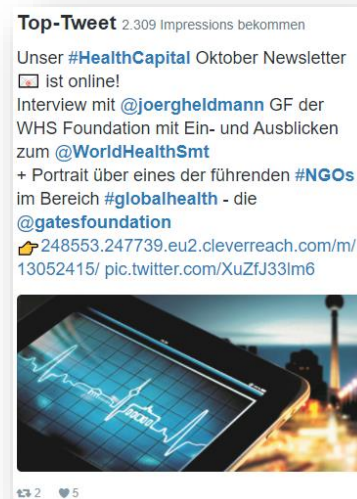 Top-Tweet 2.309 Impressions bekommen
Unser #HealthCapital Oktober Newsletter
💌 ist online!
Interview mit @joergheldmann GF der
WHS Foundation mit Ein- und Ausblicken
zum @WorldHealthSmt
+ Portrait über eines der führenden #NGOs
im Bereich #globalhealth - die
@gatesfoundation
👉248553.247739.eu2.cleverreach.com/m/
13052415/ pic.twitter.com/XuZfJ33lm6
2 5